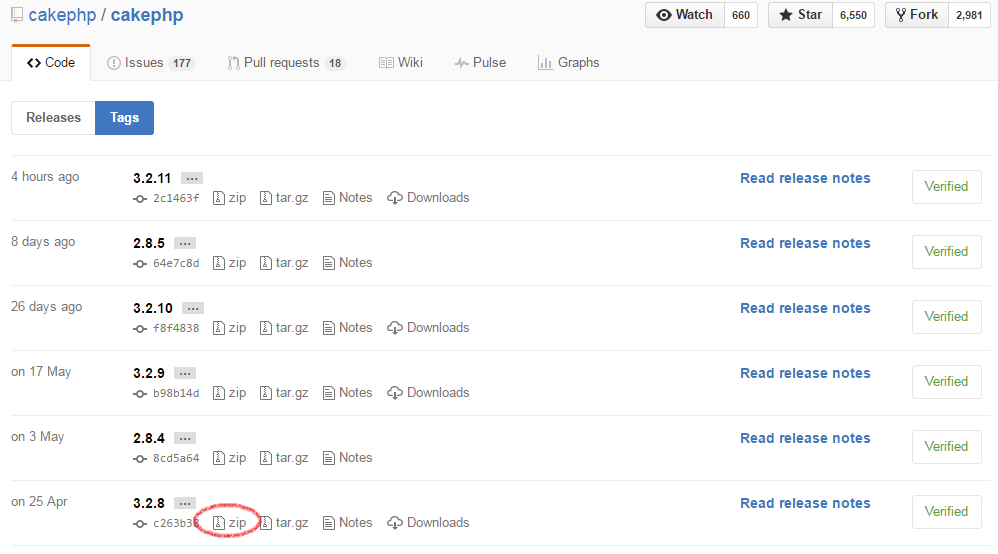 cakephp / cakephp Watch 660 Star 6,550 Fork 2,981
Code Issues 177 Pull requests 18 Wiki Pulse Graphs
Releases Tags
4 hours ago 3.2.11 ... Read release notes Verified
2c1463f zip tar.gz Notes Downloads
8 days ago 2.8.5 ... Read release notes Verified
64e7c8d zip tar.gz Notes
26 days ago 3.2.10 ... Read release notes Verified
f8f4838 zip tar.gz Notes Downloads
on 17 May 3.2.9 ... Read release notes Verified
b98b14d zip tar.gz Notes Downloads
on 3 May 2.8.4 ... Read release notes Verified
8cd5a64 zip tar.gz Notes
on 25 Apr 3.2.8 ... Read release notes Verified
zip tar.gz Notes Downloads